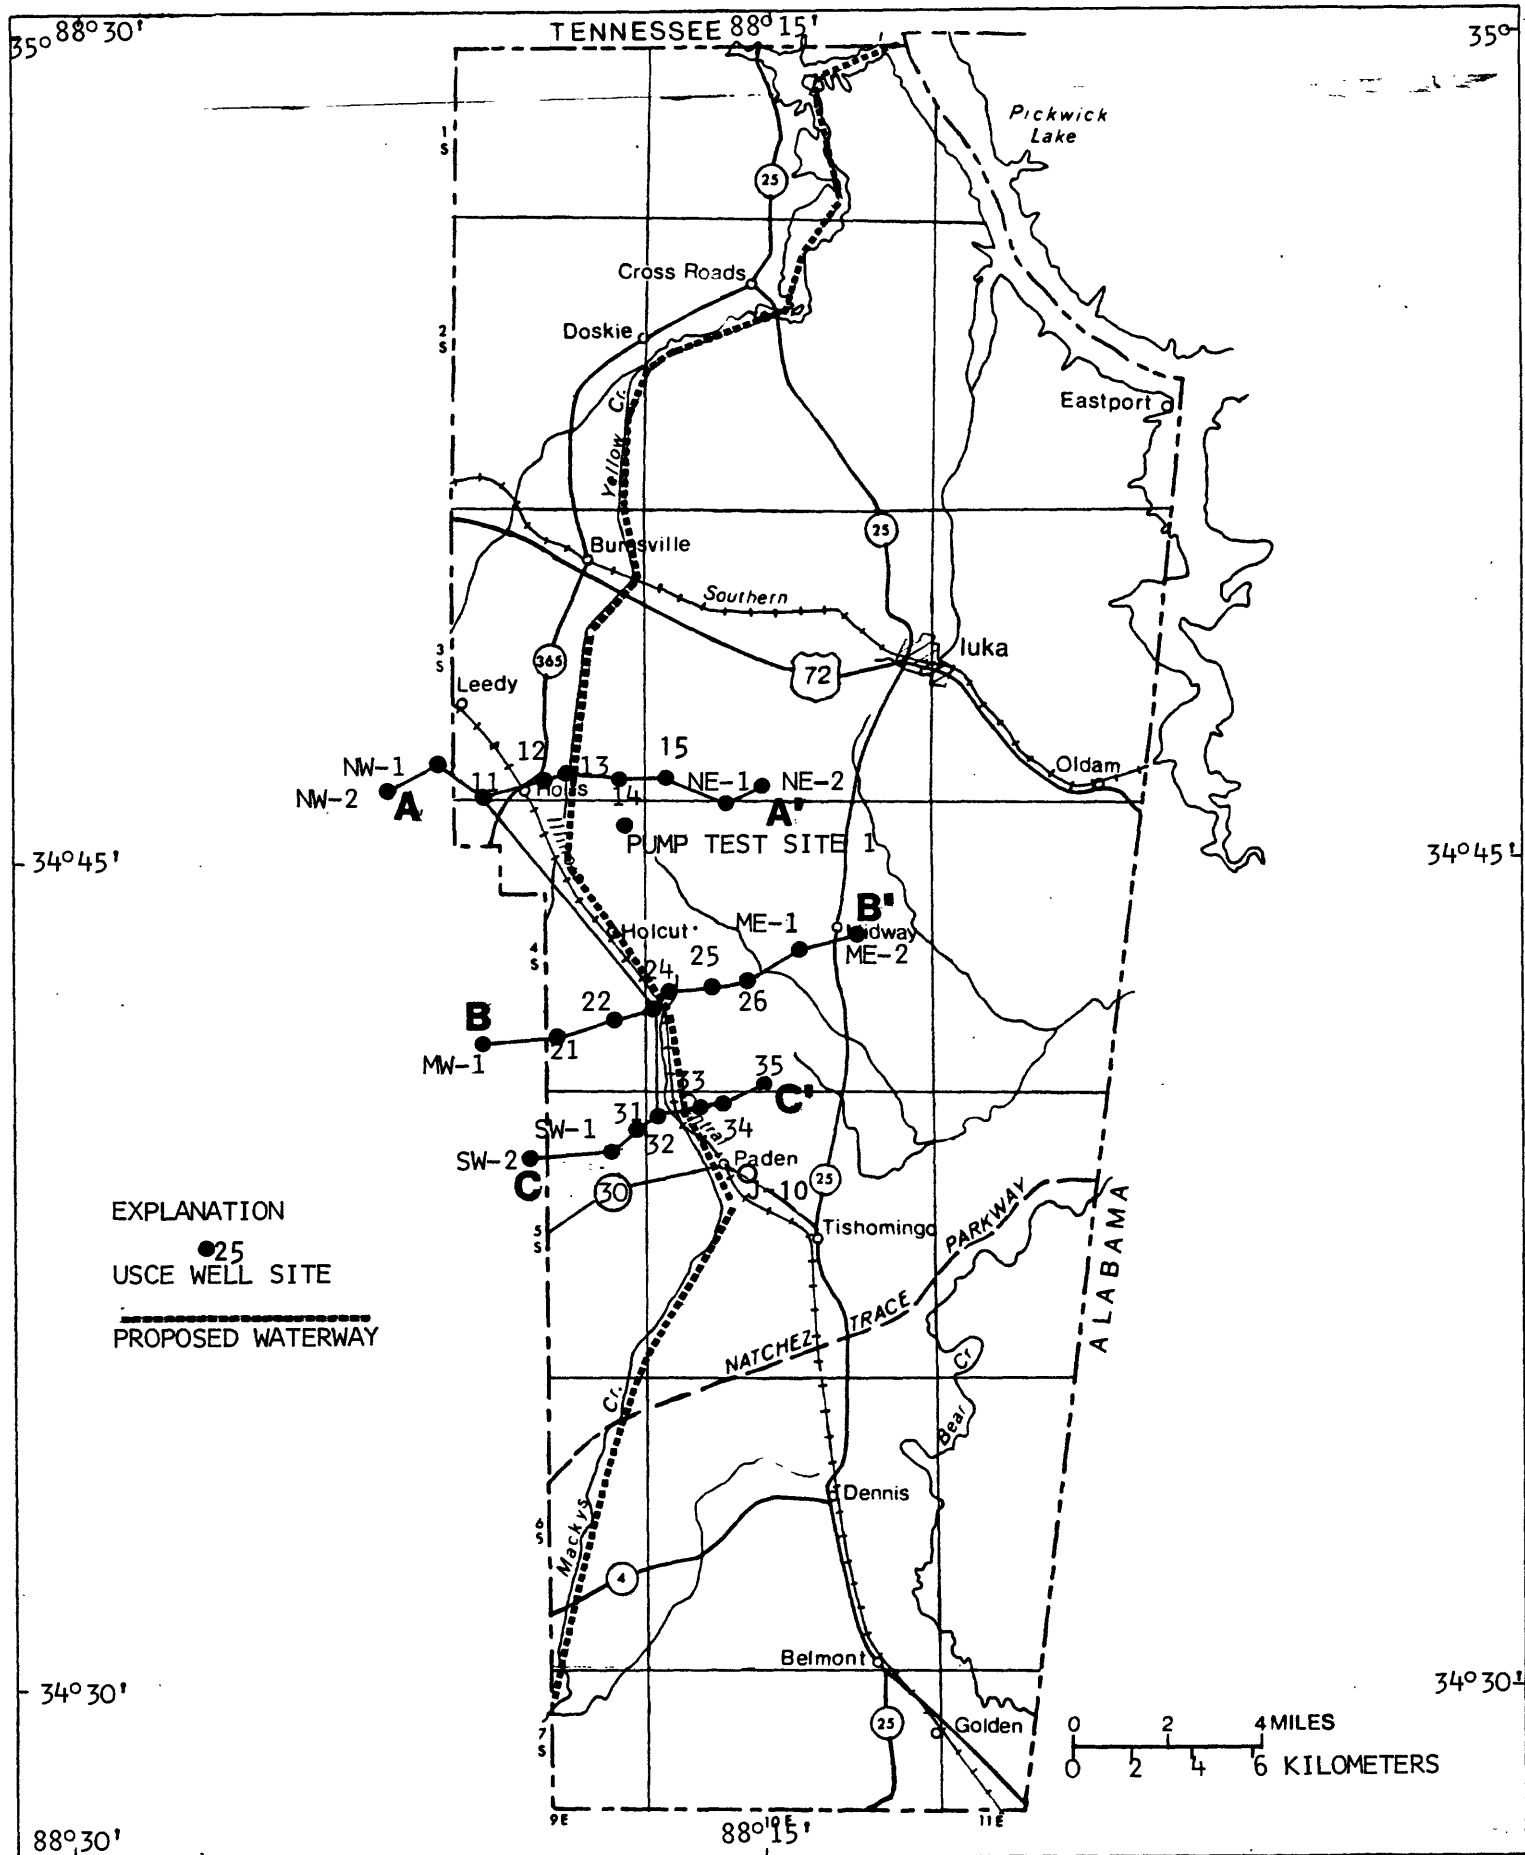 88°30'
TENNESSEE
88°15'
35°
35°
Pickwick
Lake
1
S
25
Cross Roads
2
S
Doskie
Eastport
Yellow
Cr.
25
Burnsville
Southern
3
S
365
Iuka
72
Leedy
Oldam
NW-1
12
13
15
NW-2
11
14
NE-1
NE-2
A
A'
PUMP TEST SITE 1
34°45'
34°45'
B'
ME-1
Midway
ME-2
Holcut
4
S
24
25
26
22
B
21
MW-1
35
33
C'
31
SW-1
32
34
SW-2
Paden
C
30
J-10
25
EXPLANATION
25
USCE WELL SITE
PROPOSED WATERWAY
5
S
Tishomingo
PARKWAY
TRACE
NATCHEZ
ALABAMA
Cr.
Cr
Bear
Dennis
Mackys
6
S
4
Belmont
34°30'
34°30'
25
Golden
0 2 4 MILES
0 2 4 6 KILOMETERS
7
S
9E
10E
11E
88°30'
88°15'